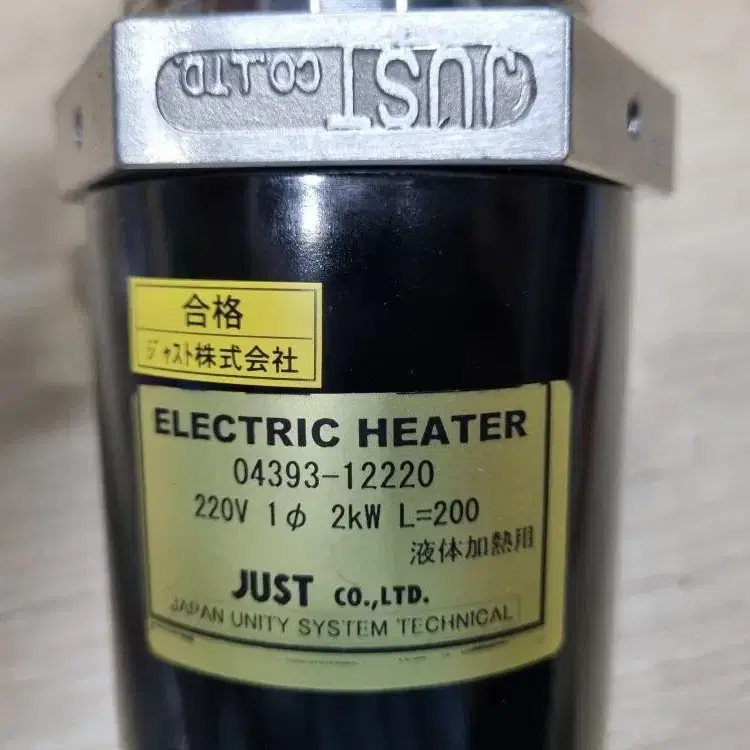 JUST CO.,LTD.
合格
ジャスト株式会社
ELECTRIC HEATER
04393-12220
220V 1φ 2kW L=200
液体加熱用
JUST CO.,LTD.
JAPAN UNITY SYSTEM TECHNICAL